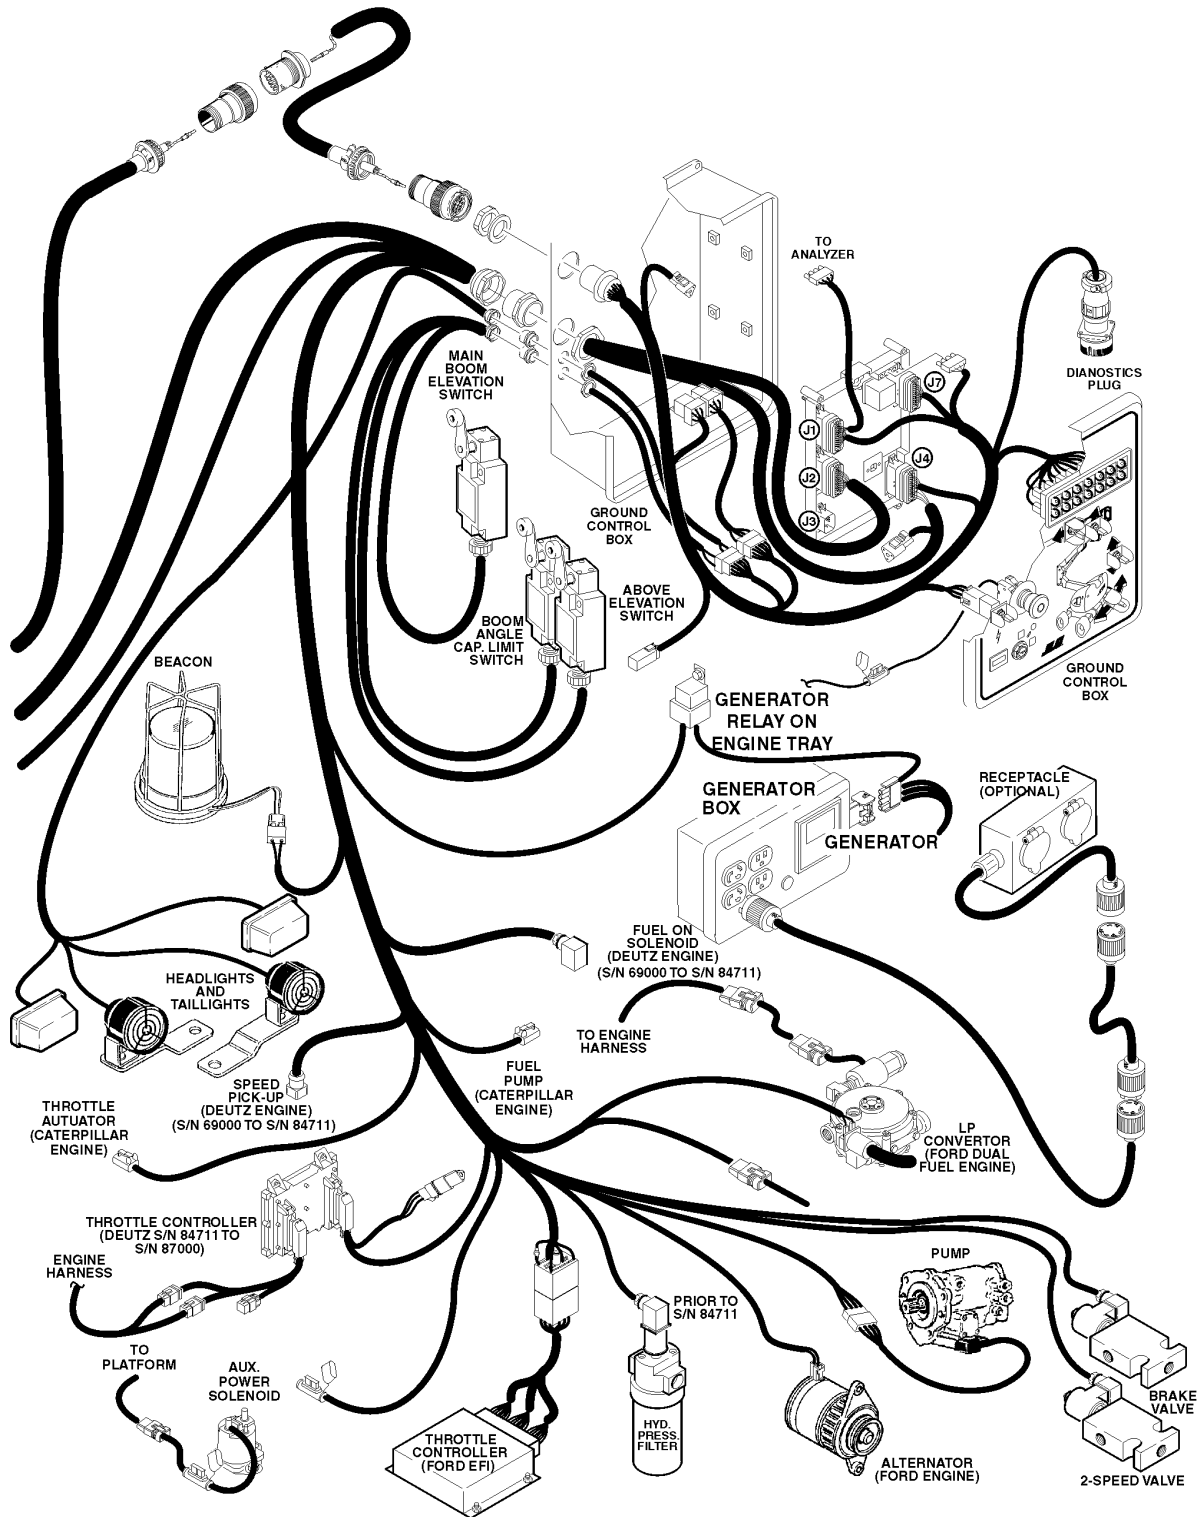 TO
ANALYZER
DIANOSTICS
PLUG
MAIN
BOOM
ELEVATION
SWITCH
J7
J1
J4
J2
J3
GROUND
CONTROL
BOX
BOOM
ANGLE
CAP. LIMIT
SWITCH
ABOVE
ELEVATION
SWITCH
BEACON
GROUND
CONTROL
BOX
GENERATOR
RELAY ON
ENGINE TRAY
GENERATOR
BOX
RECEPTACLE
(OPTIONAL)
GENERATOR
FUEL ON
SOLENOID
(DEUTZ ENGINE)
(S/N 69000 TO S/N 84711)
HEADLIGHTS
AND
TAILLIGHTS
TO ENGINE
HARNESS
FUEL
PUMP
(CATERPILLAR
ENGINE)
SPEED
PICK-UP
(DEUTZ ENGINE)
(S/N 69000 TO S/N 84711)
THROTTLE
AUTUATOR
(CATERPILLAR
ENGINE)
LP
CONVERTOR
(FORD DUAL
FUEL ENGINE)
THROTTLE CONTROLLER
(DEUTZ S/N 84711 TO
S/N 87000)
ENGINE
HARNESS
PUMP
PRIOR TO
S/N 84711
TO
PLATFORM
AUX.
POWER
SOLENOID
BRAKE
VALVE
HYD.
PRESS.
FILTER
THROTTLE
CONTROLLER
(FORD EFI)
ALTERNATOR
(FORD ENGINE)
2-SPEED VALVE